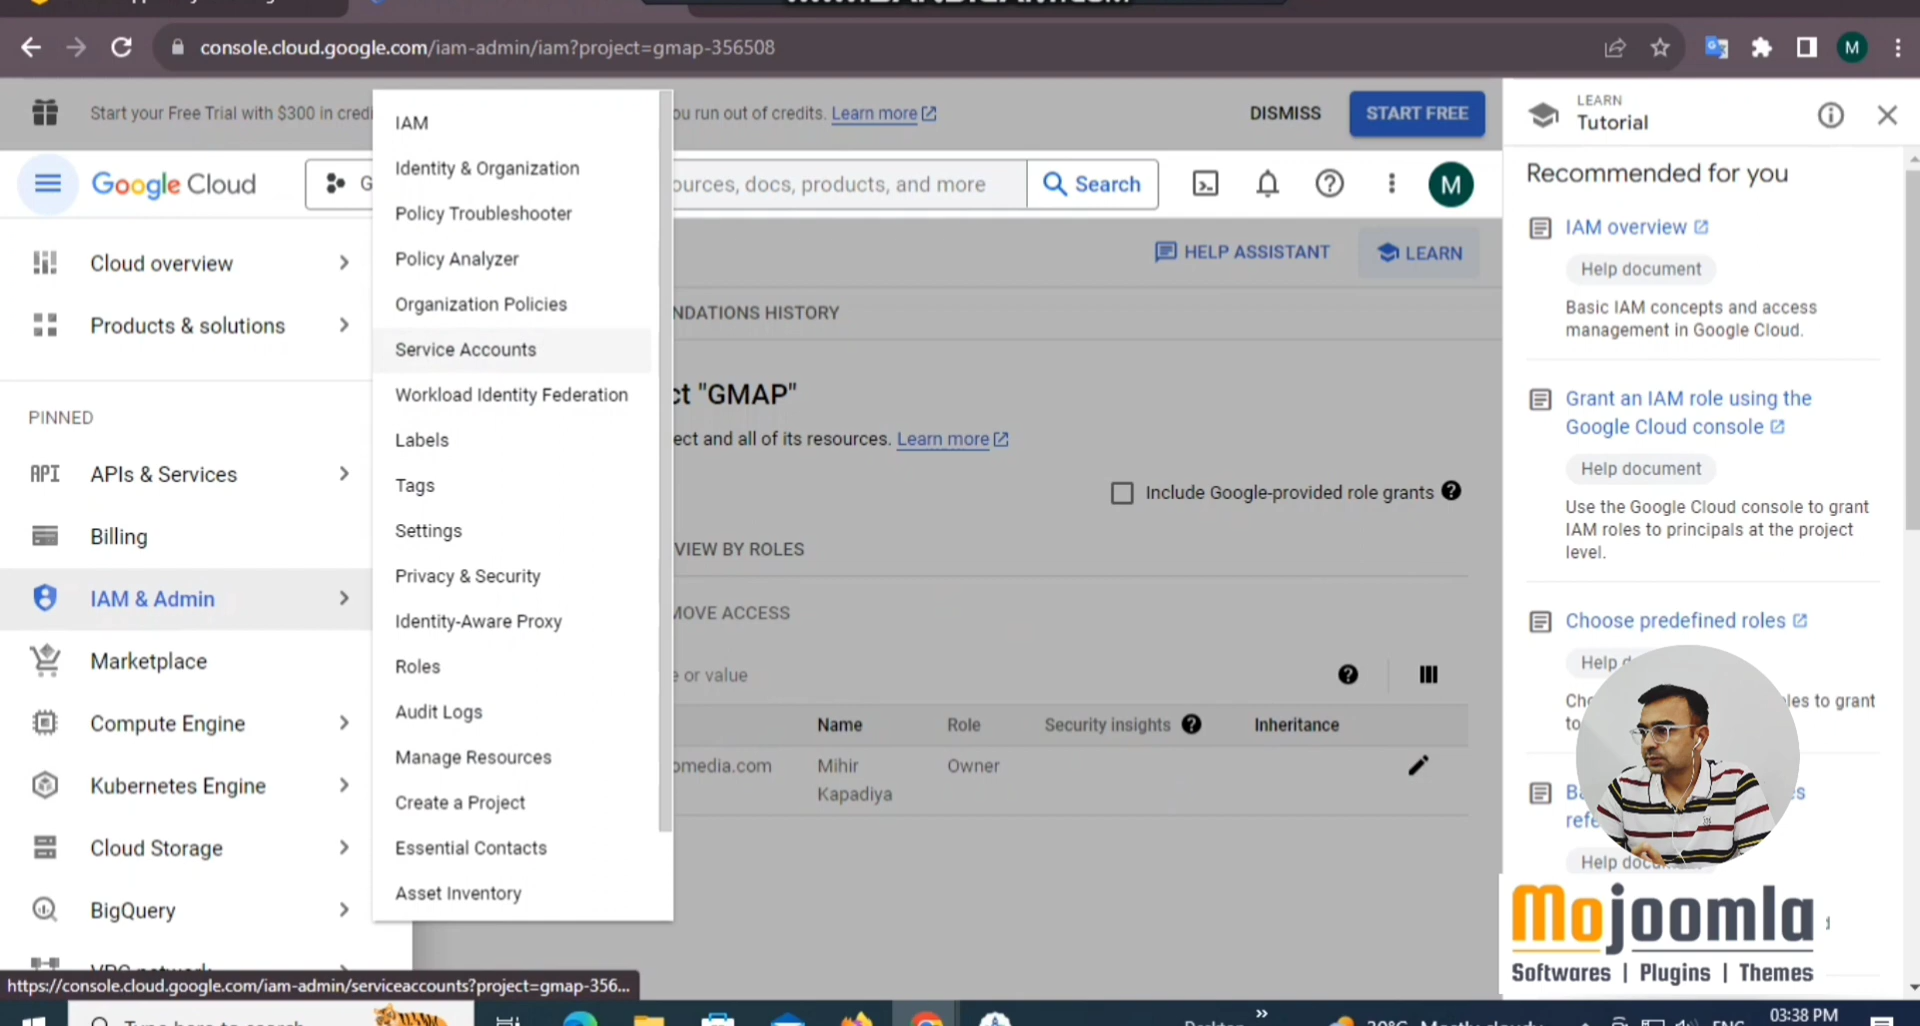 console.cloud.google.com/iam-admin/iam?project=gmap-356508
M
Start your Free Trial with $300 in credi
ou run out of credits. Learn more
DISMISS
START FREE
LEARN
Tutorial
Google Cloud
G
ources, docs, products, and more
Search
M
HELP ASSISTANT
LEARN
Cloud overview
Products & solutions
PINNED
API
APIs & Services
Billing
IAM & Admin
Marketplace
Compute Engine
Kubernetes Engine
Cloud Storage
BigQuery
IAM
Identity & Organization
Policy Troubleshooter
Policy Analyzer
Organization Policies
Service Accounts
Workload Identity Federation
Labels
Tags
Settings
Privacy & Security
Identity-Aware Proxy
Roles
Audit Logs
Manage Resources
Create a Project
Essential Contacts
Asset Inventory
NDATIONS HISTORY
ct "GMAP"
ect and all of its resources. Learn more
Include Google-provided role grants
VIEW BY ROLES
MOVE ACCESS
e or value
Name Role Security insights Inheritance
omedia.com Mihir Kapadiya Owner
Recommended for you
IAM overview
Help document
Basic IAM concepts and access
management in Google Cloud.
Grant an IAM role using the
Google Cloud console
Help document
Use the Google Cloud console to grant
IAM roles to principals at the project
level.
Choose predefined roles
Help
les to grant
to
Help
Mojoomla
Softwares | Plugins | Themes
https://console.cloud.google.com/iam-admin/serviceaccounts?project=gmap-356...
03:38 PM